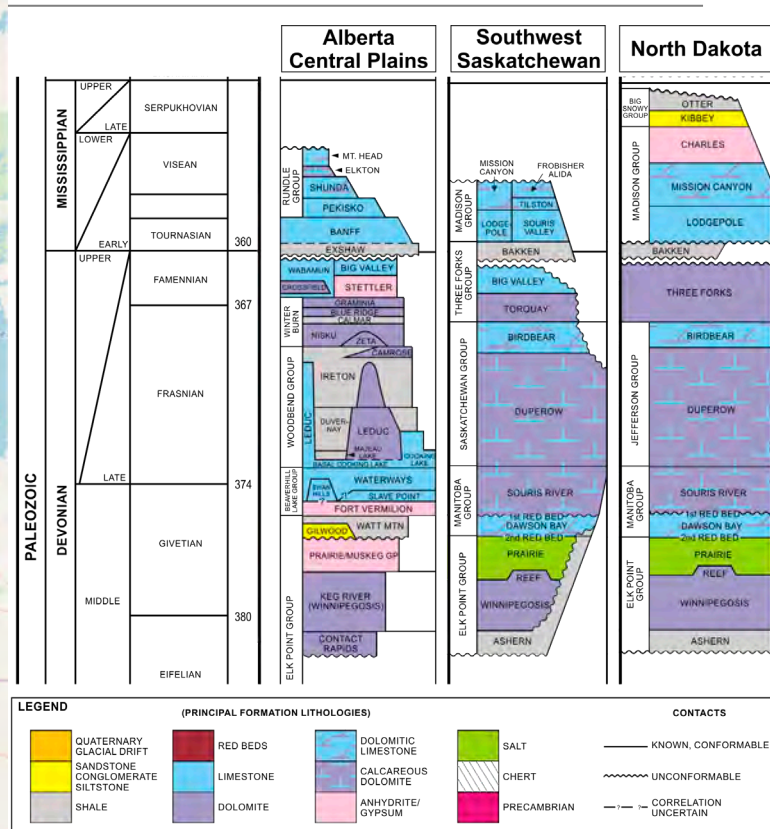 Alberta
Central Plains
Southwest
Saskatchewan
North Dakota
PALEOZOIC
MISSISSIPPIAN
DEVONIAN
UPPER
LATE
LOWER
EARLY
UPPER
LATE
MIDDLE
SERPUKHOVIAN
VISEAN
TOURNASIAN
FAMENNIAN
FRASNIAN
GIVETIAN
EIFELIAN
360
367
374
380
RUNDLE
GROUP
WINTER
BURN
WOODBEND GROUP
BEAVERHILL
LAKE GROUP
ELK POINT GROUP
MT. HEAD
ELKTON
SHUNDA
PEKISKO
BANFF
EXSHAW
WABAMUN
BIG VALLEY
CROSSFIELD
STETTLER
GRAMINIA
BLUE RIDGE
CALMAR
NISKU
ZETA
CAMROSE
IRETON
LEDUC
DUVER-
NAY
LEDUC
MAJEAU
LAKE
COOKING
LAKE
BASAL COOKING LAKE
SWAN
HILLS
?
?
WATERWAYS
SLAVE POINT
FORT VERMILION
GILWOOD
WATT MTN
PRAIRIE/MUSKEG GP
KEG RIVER
(WINNIPEGOSIS)
CONTACT
RAPIDS
MADISON
GROUP
THREE FORKS
GROUP
SASKATCHEWAN GROUP
MANITOBA
GROUP
ELK POINT GROUP
MISSION
CANYON
FROBISHER
ALIDA
TILSTON
LODGE-
POLE
SOURIS
VALLEY
BAKKEN
BIG VALLEY
TORQUAY
BIRDBEAR
DUPEROW
SOURIS RIVER
1st RED BED
DAWSON BAY
2nd RED BED
PRAIRIE
REEF
WINNIPEGOSIS
ASHERN
BIG
SNOWY
GROUP
MADISON GROUP
JEFFERSON GROUP
MANITOBA
GROUP
ELK POINT
GROUP
OTTER
KIBBEY
CHARLES
MISSION CANYON
LODGEPOLE
BAKKEN
THREE FORKS
BIRDBEAR
DUPEROW
SOURIS RIVER
1st RED BED
DAWSON BAY
2nd RED BED
PRAIRIE
REEF
WINNIPEGOSIS
ASHERN
LEGEND
(PRINCIPAL FORMATION LITHOLOGIES)
CONTACTS
QUATERNARY
GLACIAL DRIFT
SANDSTONE
CONGLOMERATE
SILTSTONE
SHALE
RED BEDS
LIMESTONE
DOLOMITE
DOLOMITIC
LIMESTONE
CALCAREOUS
DOLOMITE
ANHYDRITE/
GYPSUM
SALT
CHERT
PRECAMBRIAN
KNOWN, CONFORMABLE
UNCONFORMABLE
? ? CORRELATION
UNCERTAIN